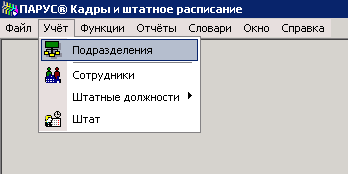 ПАРУС® Кадры и штатное расписание
Файл Учёт Функции Отчёты Словари Окно Справка
Подразделения
Сотрудники
Штатные должности
Штат